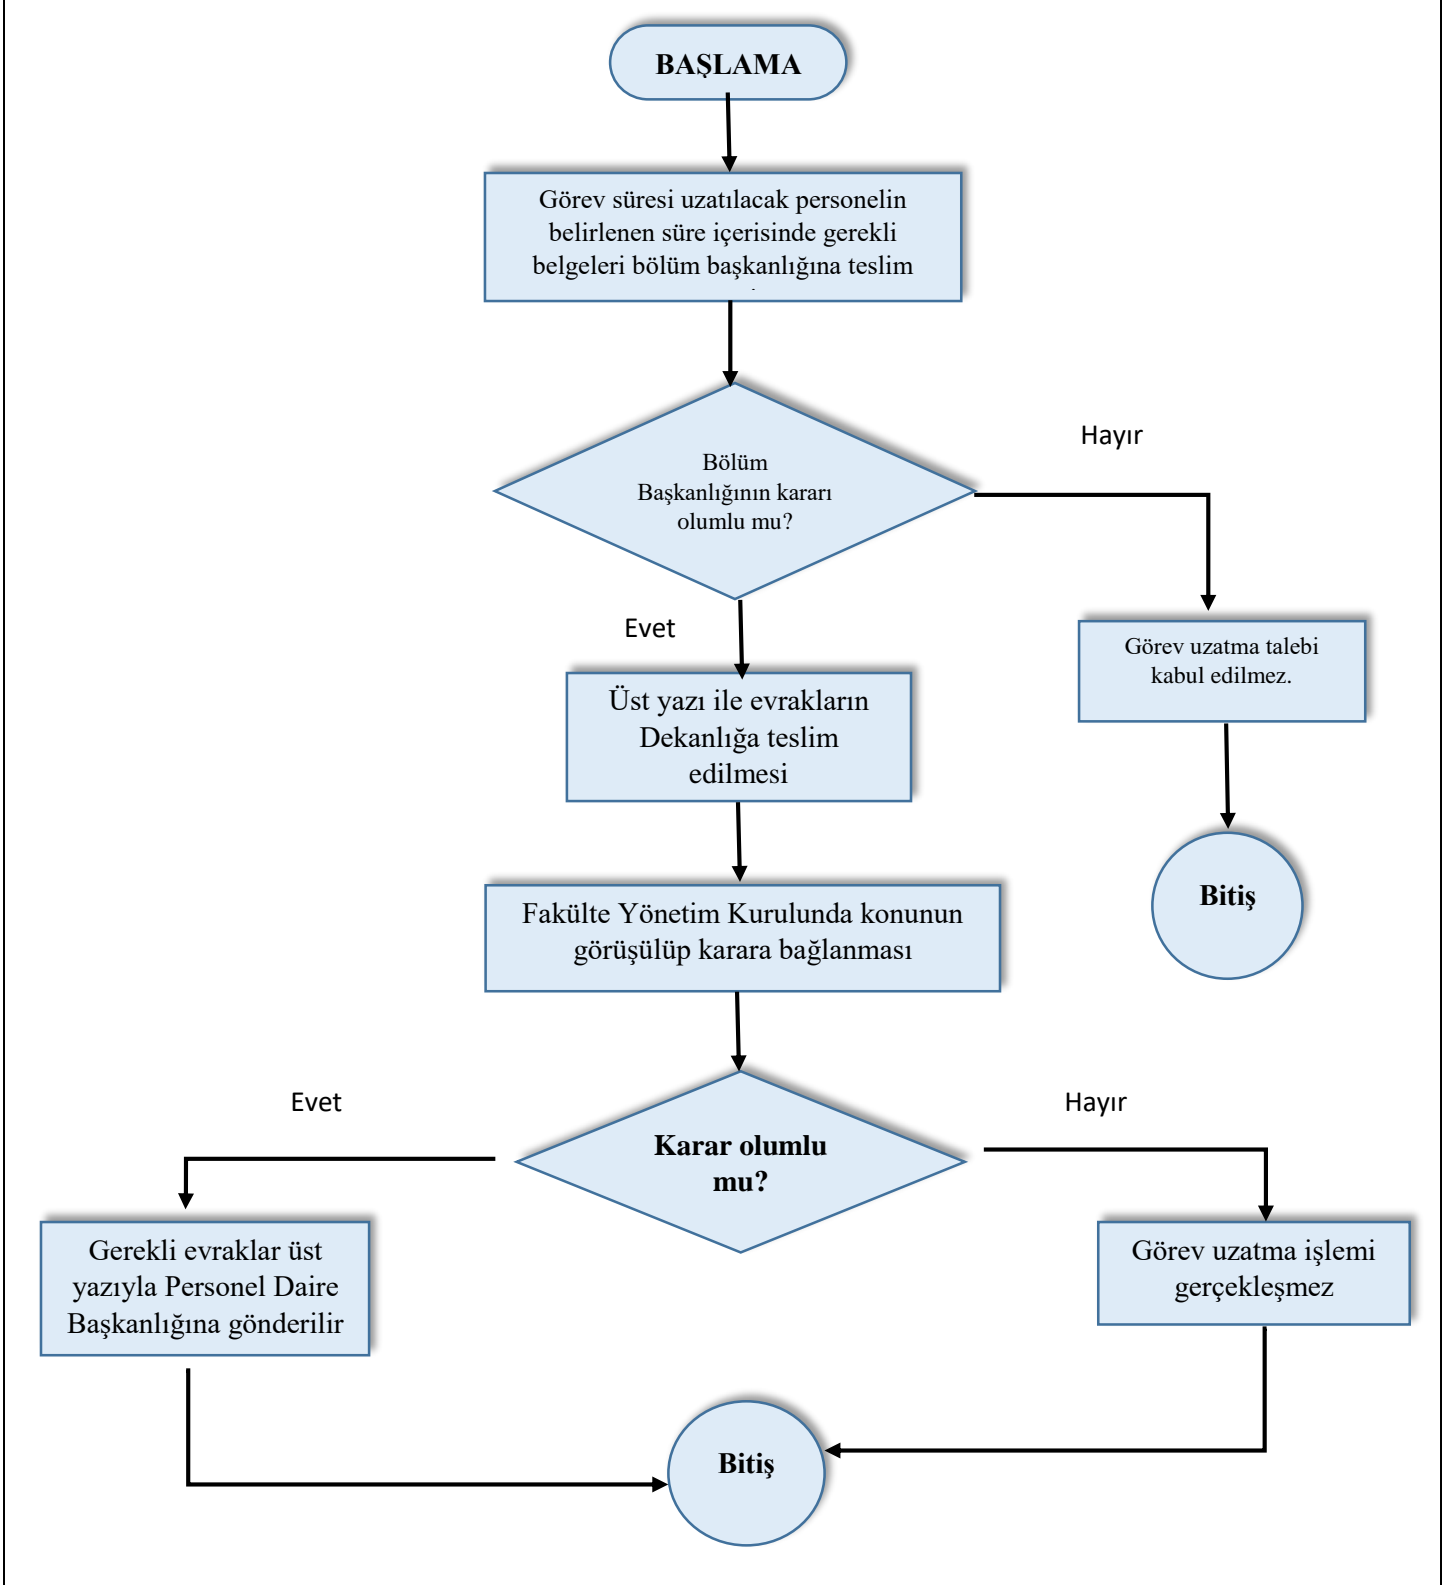 BAŞLAMA
Görev süresi uzatılacak personelin
belirlenen süre içerisinde gerekli
belgeleri bölüm başkanlığına teslim
Hayır
Bölüm
Başkanlığının kararı
olumlu mu?
Evet
Görev uzatma talebi
kabul edilmez.
Üst yazı ile evrakların
Dekanlığa teslim
edilmesi
Bitiş
Fakülte Yönetim Kurulunda konunun
görüşülüp karara bağlanması
Evet
Hayır
Karar olumlu
mu?
Gerekli evraklar üst
yazıyla Personel Daire
Başkanlığına gönderilir
Görev uzatma işlemi
gerçekleşmez
Bitiş